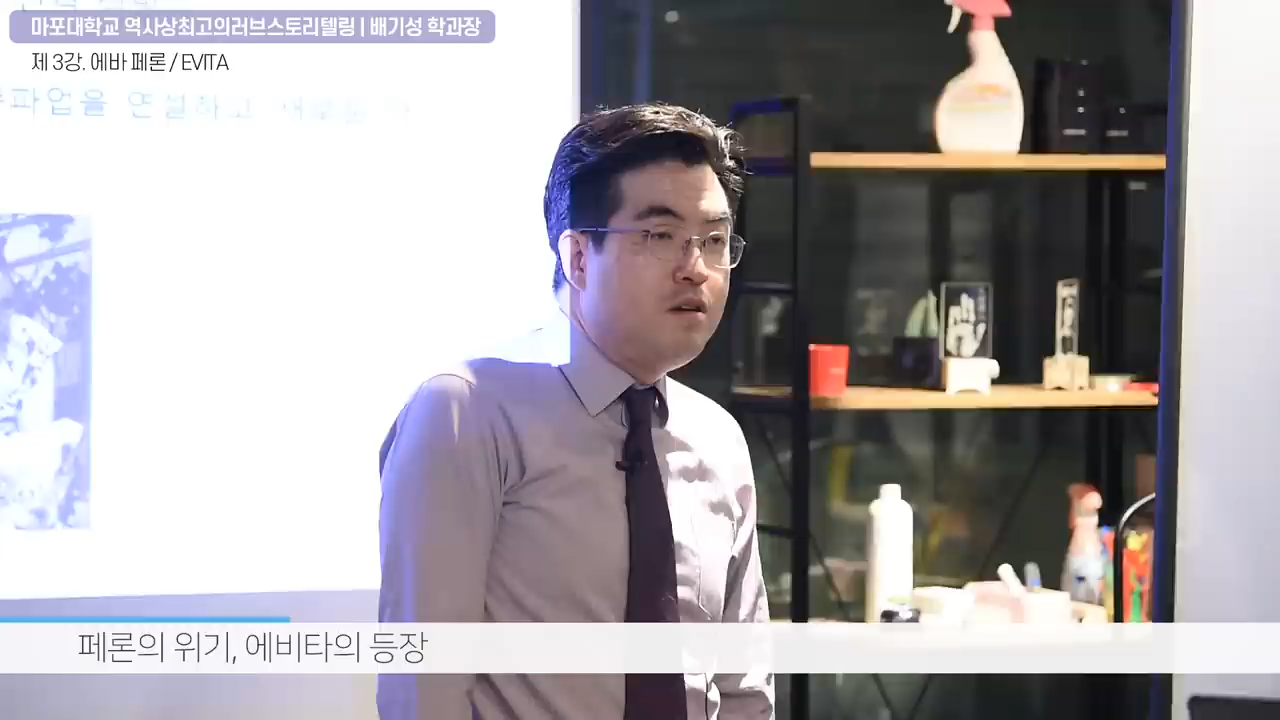 마포대학교 역사상최고의러브스토리텔링 | 배기성 학과장
제 3강. 에바 페론 / EVITA
파업을 연설하고
페론의 위기, 에비타의 등장